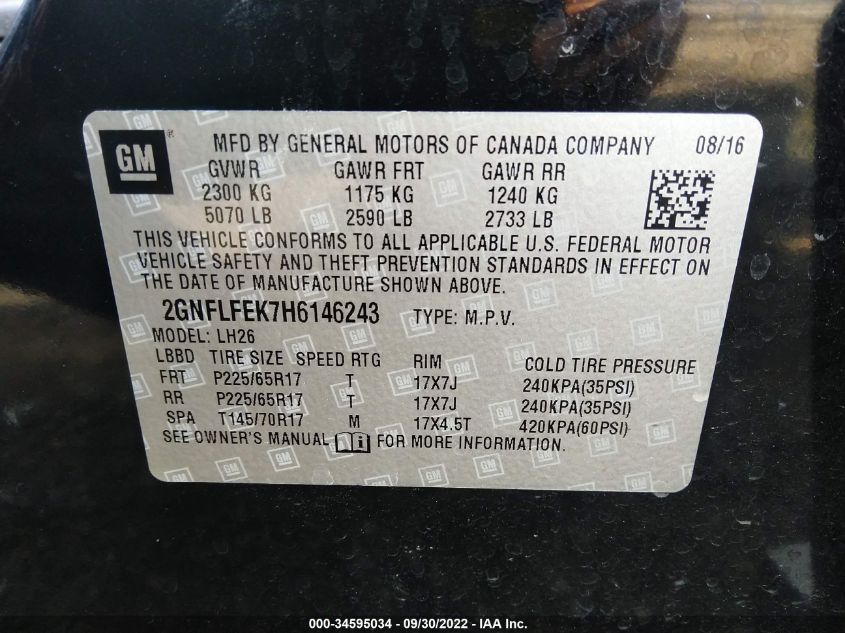 GM ® MFD BY GENERAL MOTORS OF CANADA COMPANY 08/16
GVWR GAWR FRT GAWR RR
2300 KG 1175 KG 1240 KG
5070 LB 2590 LB 2733 LB
THIS VEHICLE CONFORMS TO ALL APPLICABLE U.S. FEDERAL MOTOR
VEHICLE SAFETY AND THEFT PREVENTION STANDARDS IN EFFECT ON
THE DATE OF MANUFACTURE SHOWN ABOVE.
2GNFLFEK7H6146243 TYPE: M.P.V.
MODEL: LH26
LBBD TIRE SIZE SPEED RTG RIM COLD TIRE PRESSURE
FRT P225/65R17 T 17X7J 240KPA(35PSI)
RR P225/65R17 T 17X7J 240KPA(35PSI)
SPA T145/70R17 M 17X4.5T 420KPA(60PSI)
SEE OWNER'S MANUAL FOR MORE INFORMATION.
000-34595034 - 09/30/2022 - IAA Inc.